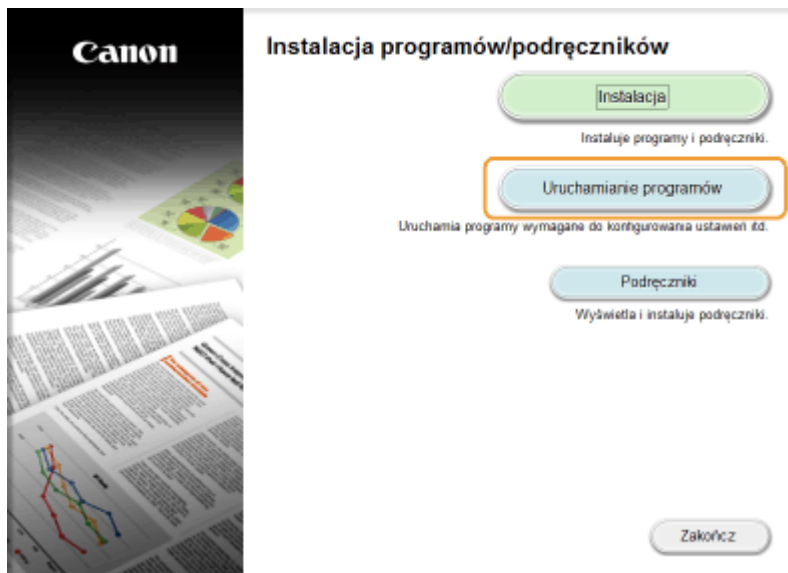 Canon
Instalacja programów/podręczników
Instalacja
Instaluje programy i podręczniki.
Uruchamianie programów
Uruchamia programy wymagane do konfigurowania ustawień itd.
Podręczniki
Wyświetla i instaluje podręczniki.
Zakończ